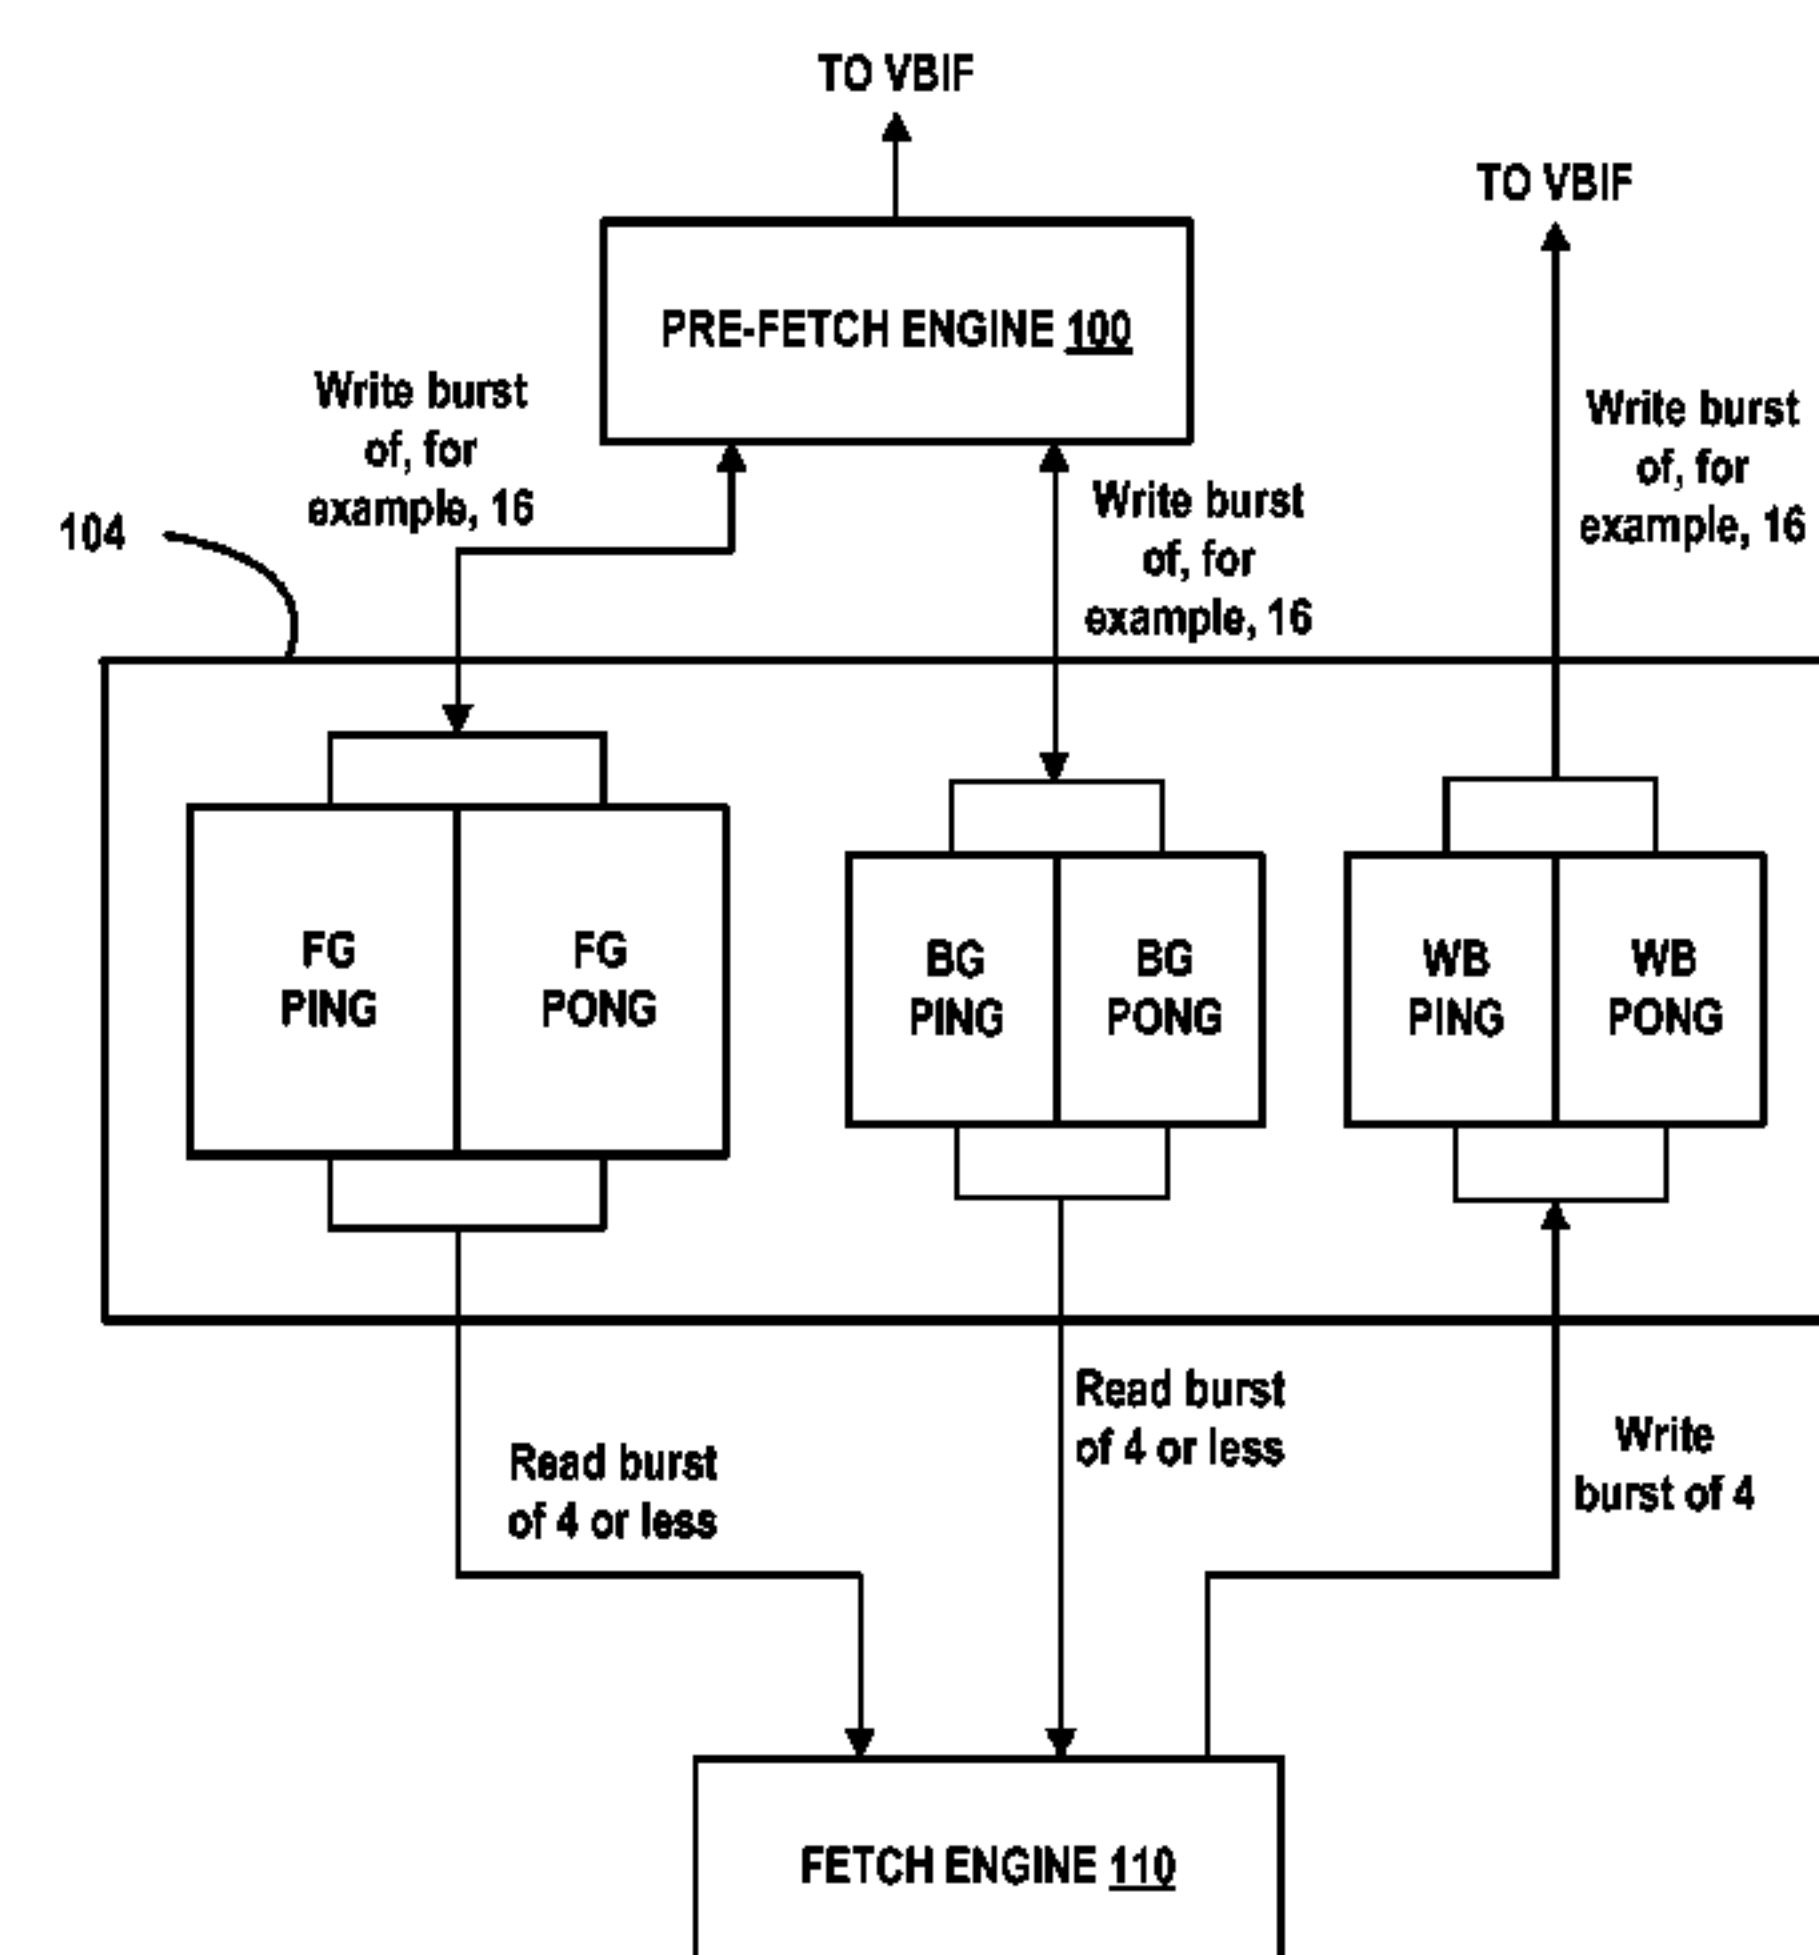 TO VBIF
TO VBIF
PRE-FETCH ENGINE 100
Write burst
of, for
example, 16
Write burst
of, for
example, 16
Write burst
of, for
example, 16
104
FG
PING
FG
PONG
BG
PING
BG
PONG
WB
PING
WB
PONG
Read burst
of 4 or less
Read burst
of 4 or less
Write
burst of 4
FETCH ENGINE 110